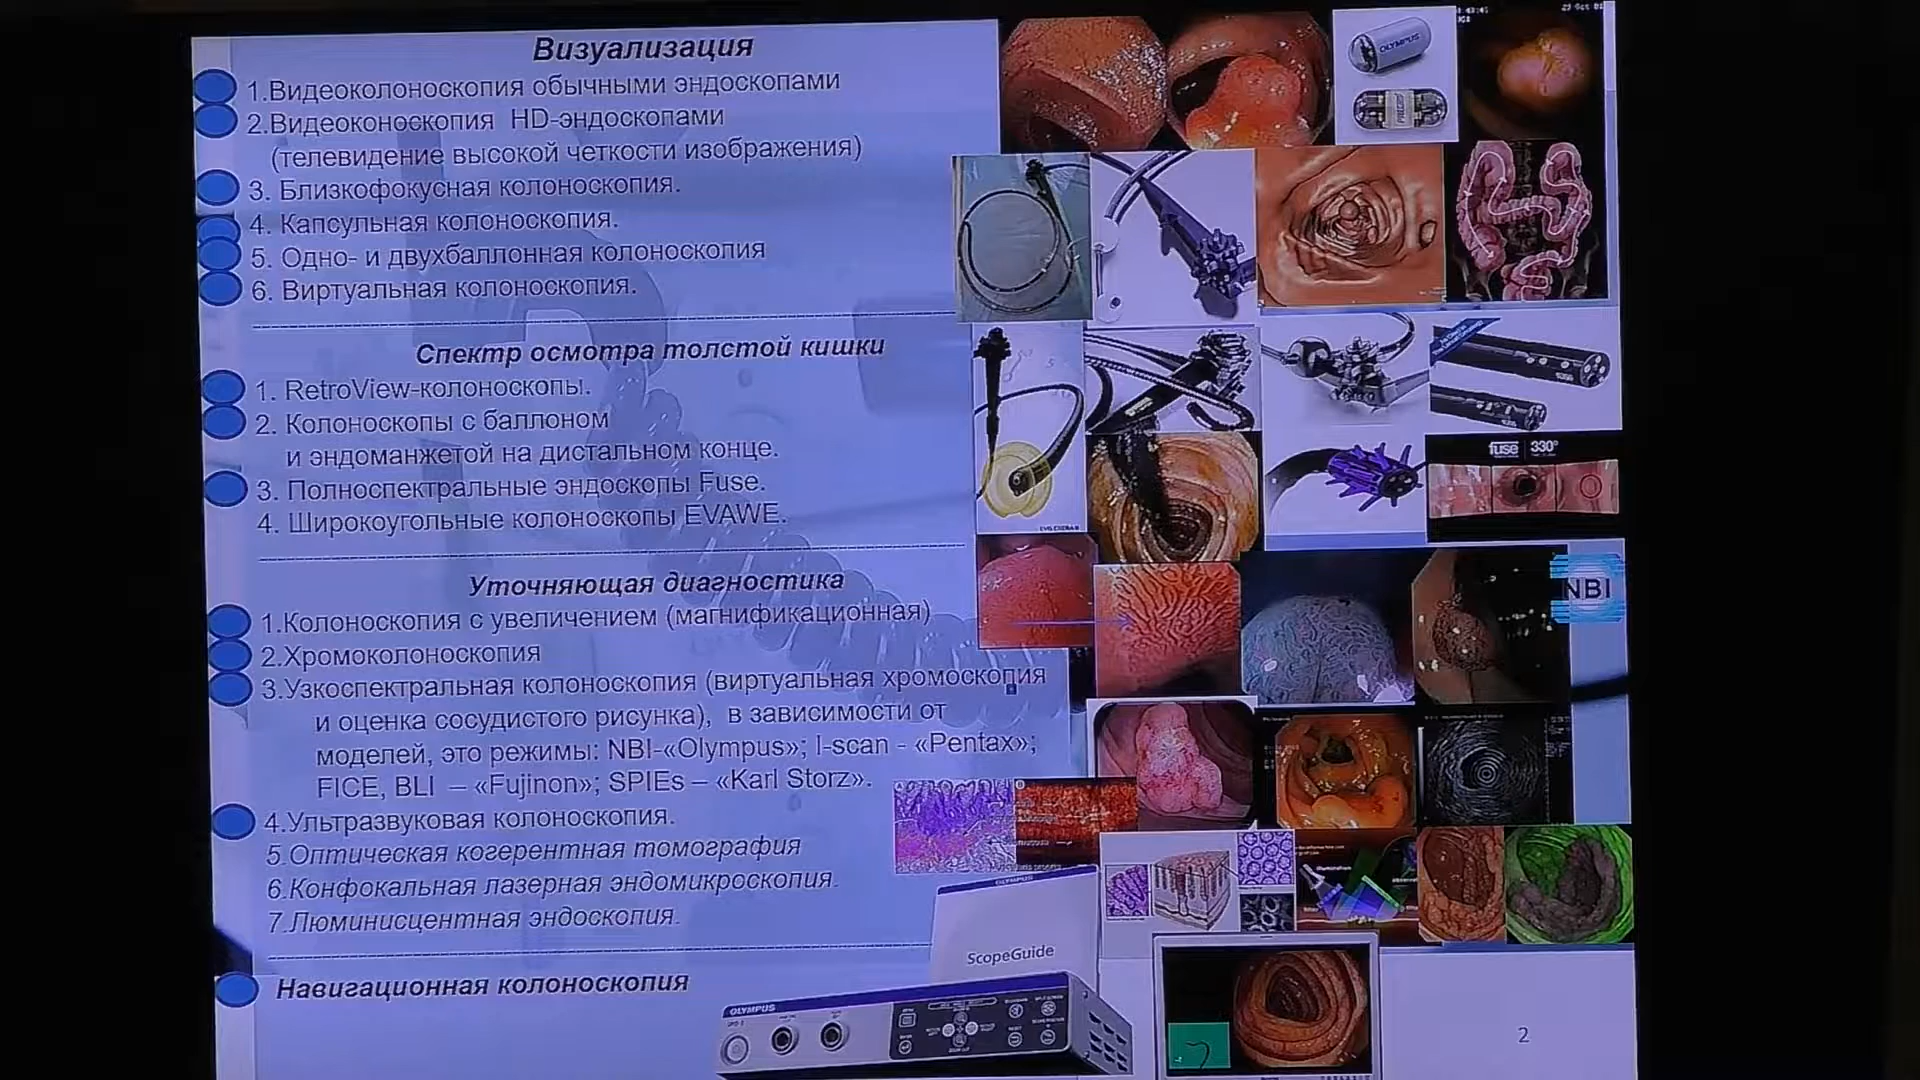 Визуализация
1.Видеоколоноскопия обычными эндоскопами
2.Видеоконоскопия HD-эндоскопами
(телевидение высокой четкости изображения)
3. Близкофокусная колоноскопия.
4. Капсульная колоноскопия.
5. Одно- и двухбаллонная колоноскопия
6. Виртуальная колоноскопия.
Спектр осмотра толстой кишки
1. RetroView-колоноскопы.
2. Колоноскопы с баллоном
и эндоманжетой на дистальном конце.
3. Полноспектральные эндоскопы Fuse.
4. Широкоугольные колоноскопы EVAWE.
Уточняющая диагностика
1.Колоноскопия с увеличением (магнификационная)
2.Хромоколоноскопия
3.Узкоспектральная колоноскопия (виртуальная хромоскопия
и оценка сосудистого рисунка), в зависимости от
моделей, это режимы: NBI-«Olympus»; I-scan - «Pentax»;
FICE, BLI – «Fujinon»; SPIEs – «Karl Storz».
4.Ультразвуковая колоноскопия.
5.Оптическая когерентная томография
6.Конфокальная лазерная эндомикроскопия.
7.Люминисцентная эндоскопия.
Навигационная колоноскопия
OLYMPUS
fuse 330°
NBI
OLYMPUS
ScopeGuide
OLYMPUS
2